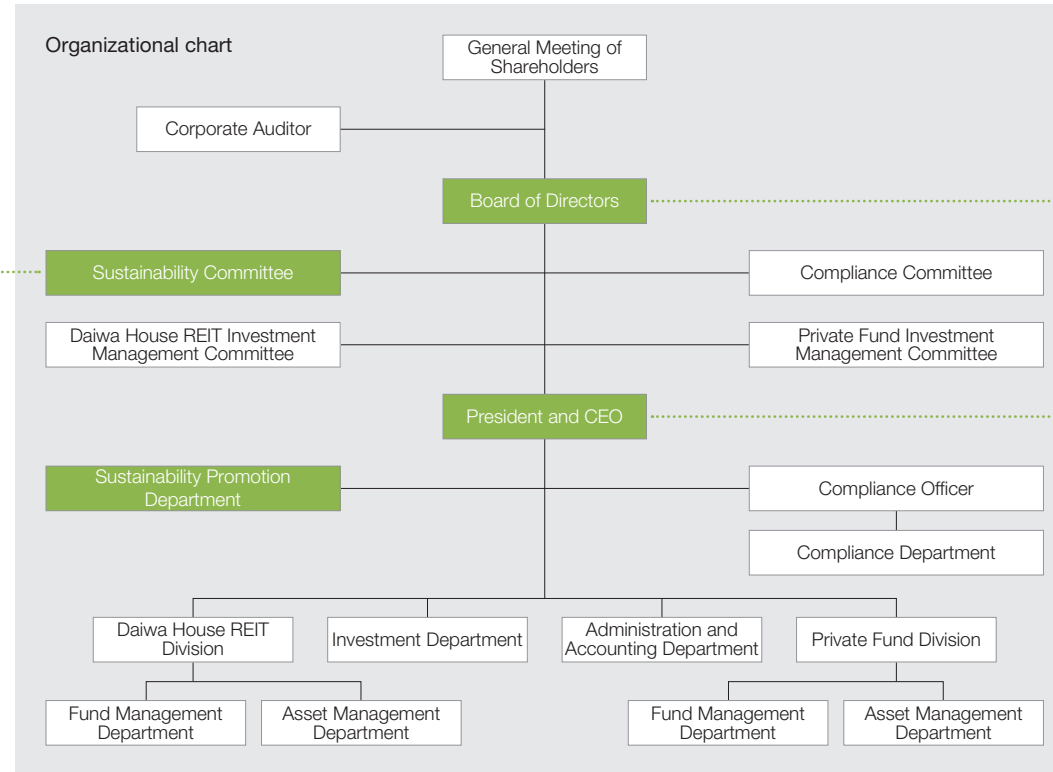 Organizational chart
General Meeting of
Shareholders
Corporate Auditor
Board of Directors
Sustainability Committee
Compliance Committee
Daiwa House REIT Investment
Management Committee
Private Fund Investment
Management Committee
President and CEO
Sustainability Promotion
Department
Compliance Officer
Compliance Department
Daiwa House REIT
Division
Investment Department
Administration and
Accounting Department
Private Fund Division
Fund Management
Department
Asset Management
Department
Fund Management
Department
Asset Management
Department